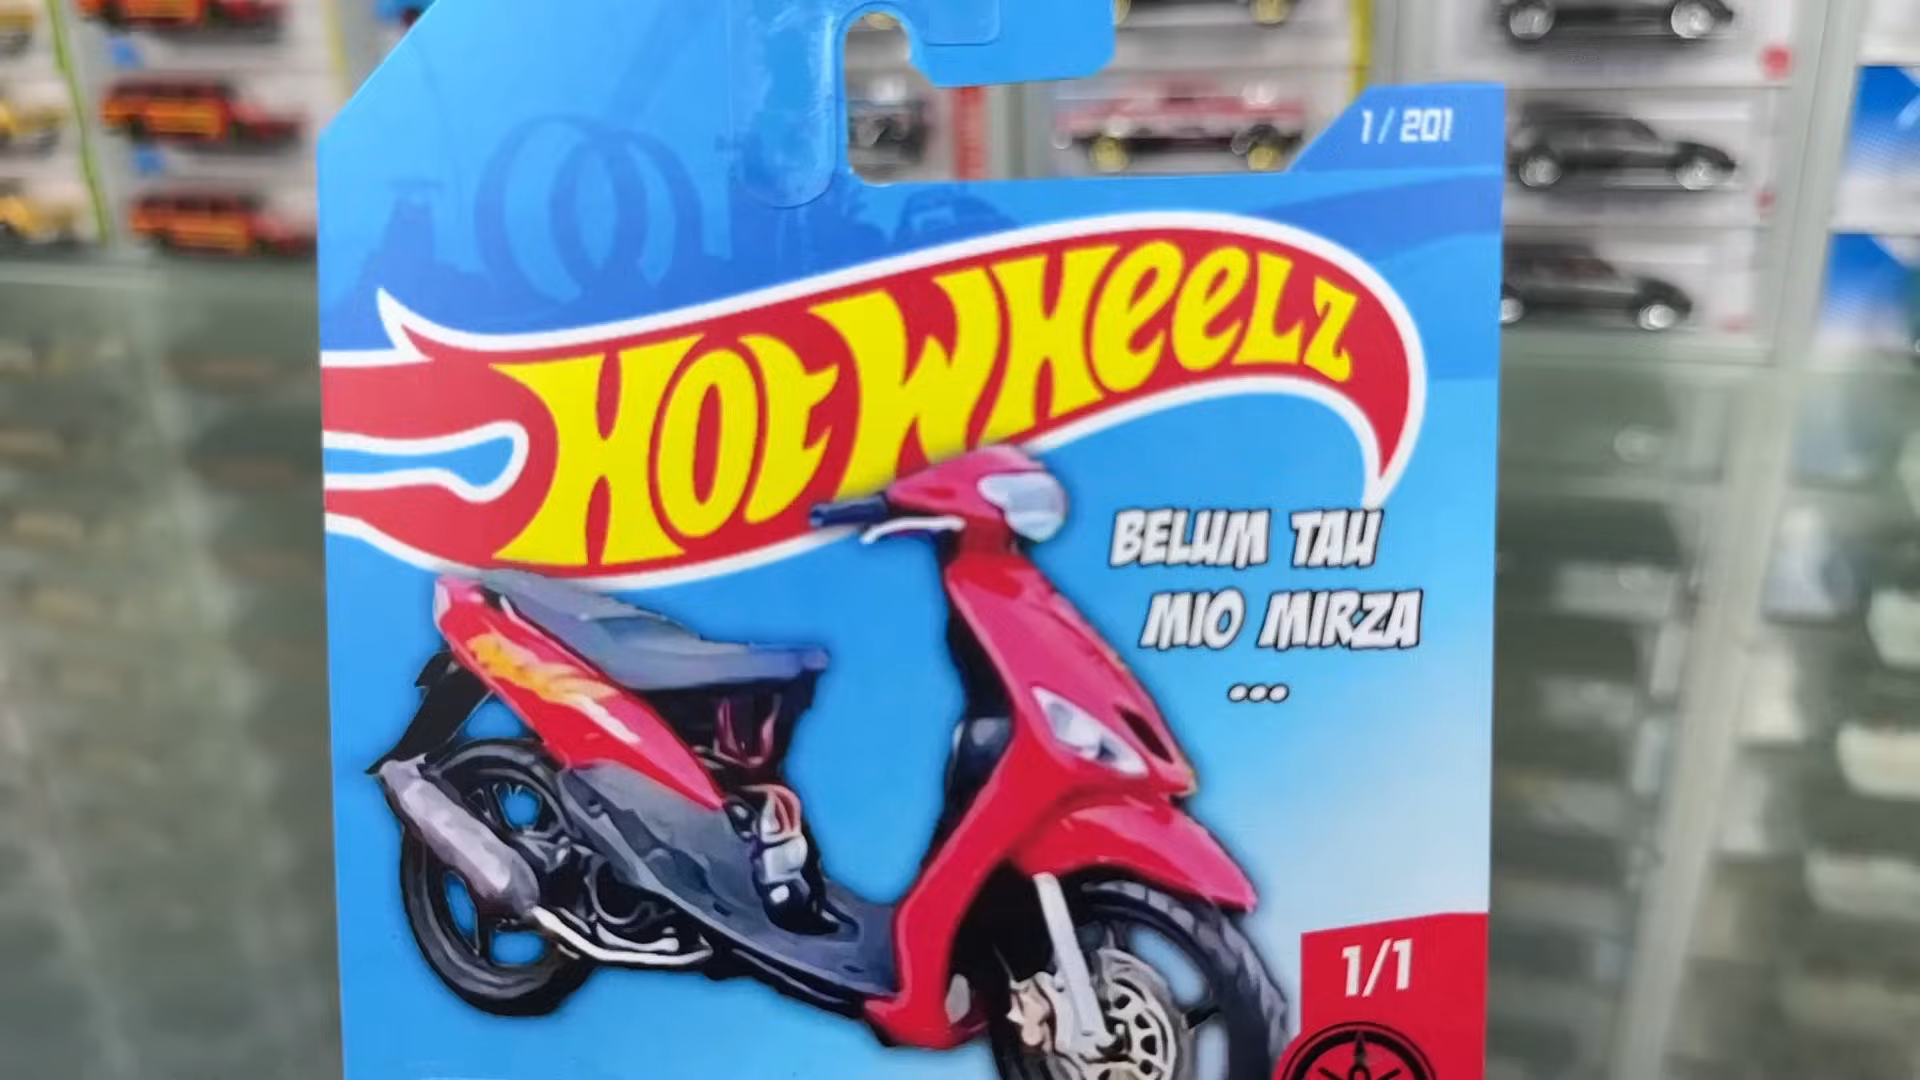 1/201
HOT WHEELZ
BELUM TAU
MIO MIRZA
...
1/1